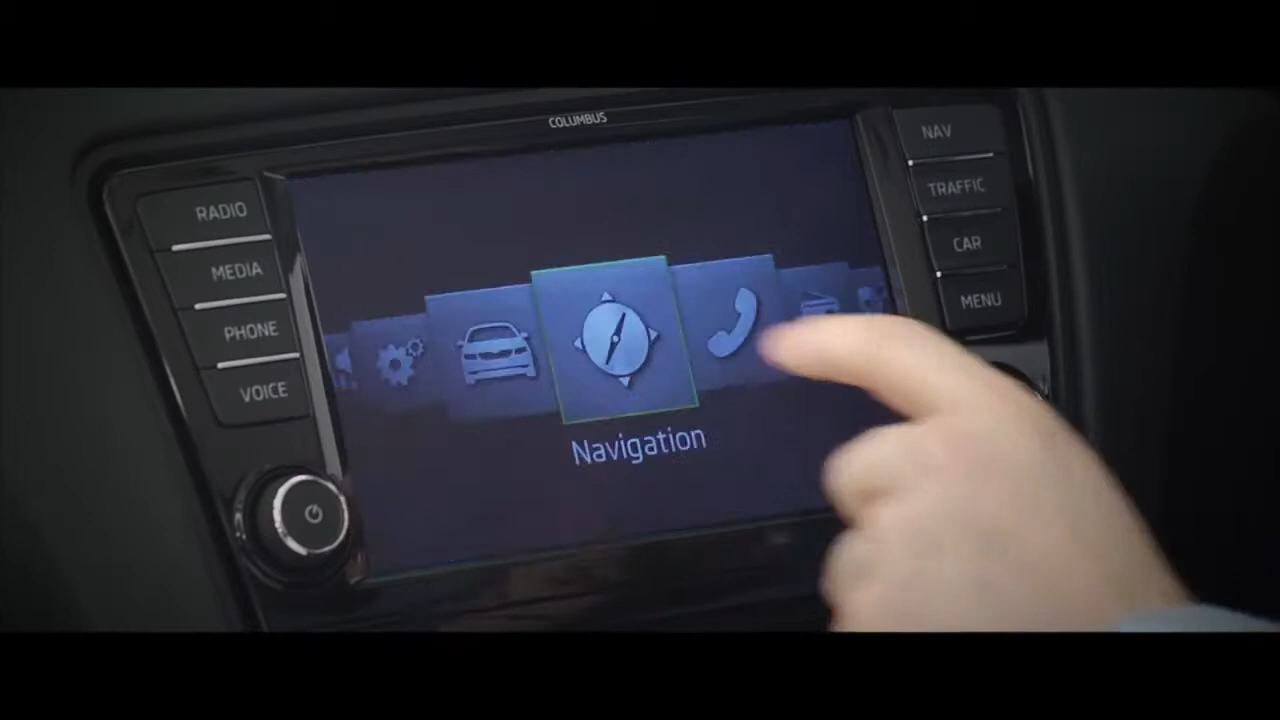 COLUMBUS
RADIO
MEDIA
PHONE
VOICE
Navigation
NAV
TRAFFIC
CAR
MENU